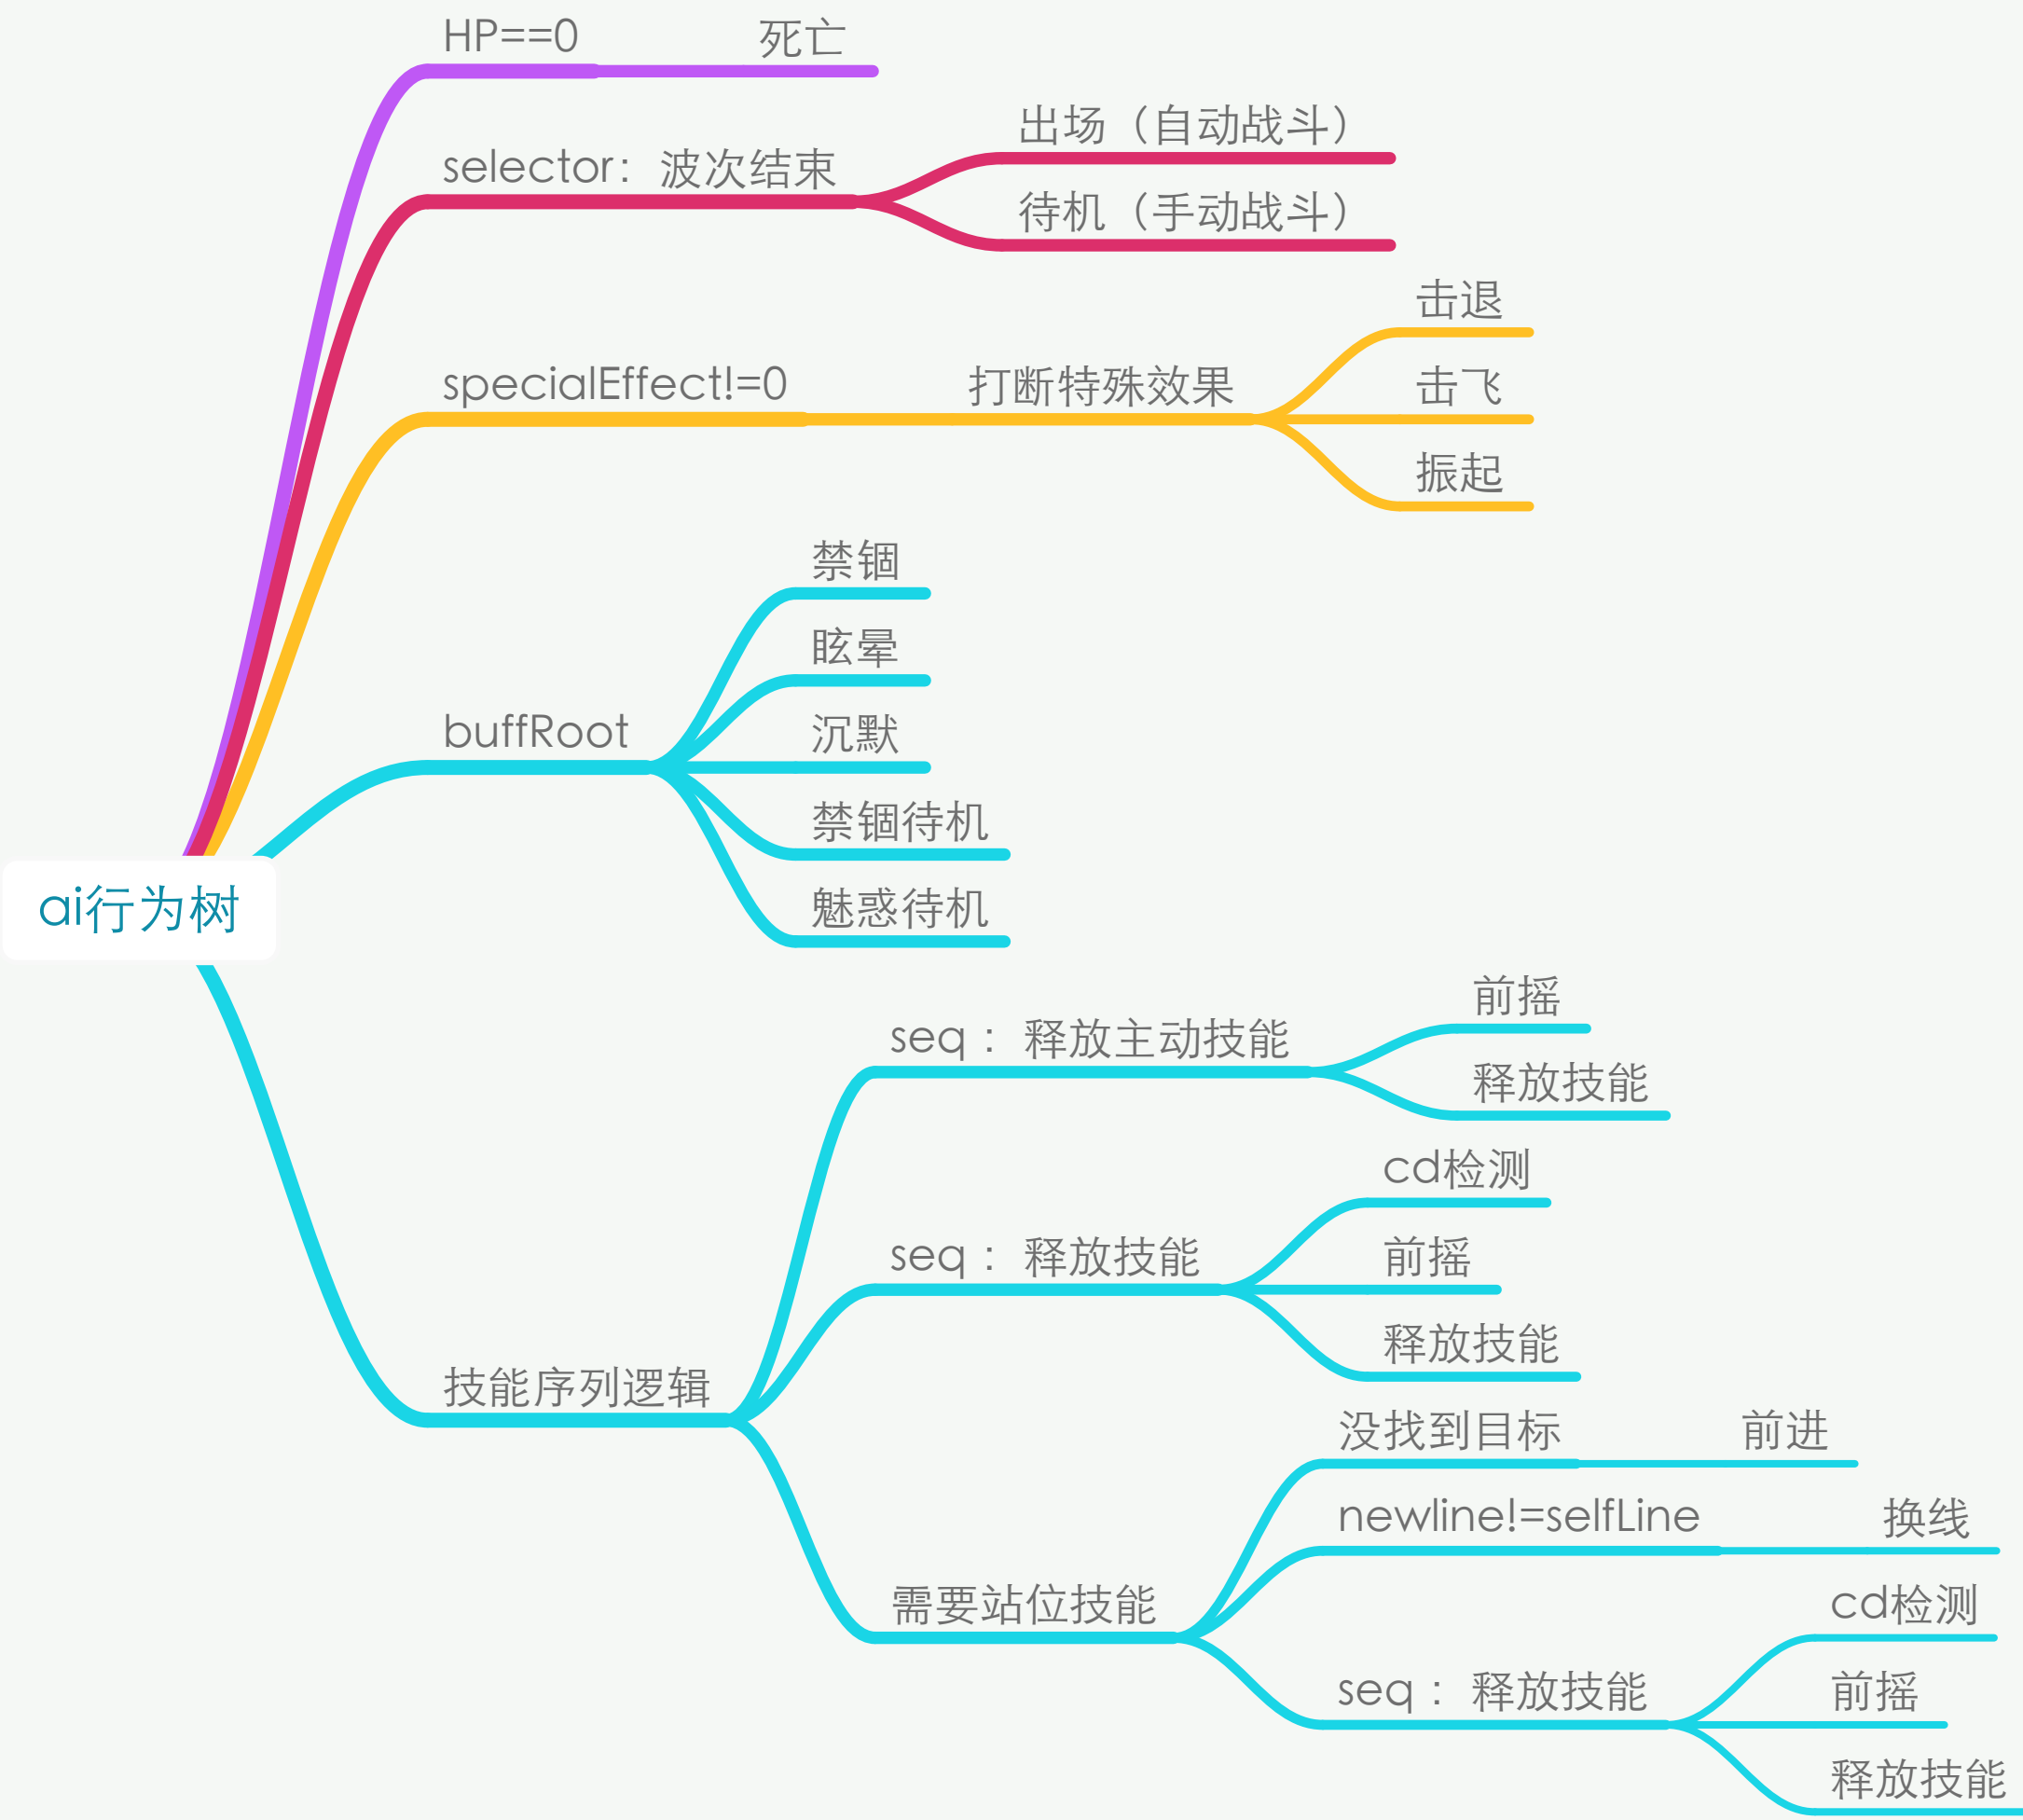 HP==0
死亡
selector：波次结束
出场（自动战斗）
待机（手动战斗）
specialEffect!=0
打断特殊效果
击退
击飞
振起
buffRoot
禁锢
眩晕
沉默
禁锢待机
魅惑待机
ai行为树
技能序列逻辑
seq：释放主动技能
前摇
释放技能
seq：释放技能
cd检测
前摇
释放技能
需要站位技能
没找到目标
前进
newline!=selfLine
换线
seq：释放技能
cd检测
前摇
释放技能